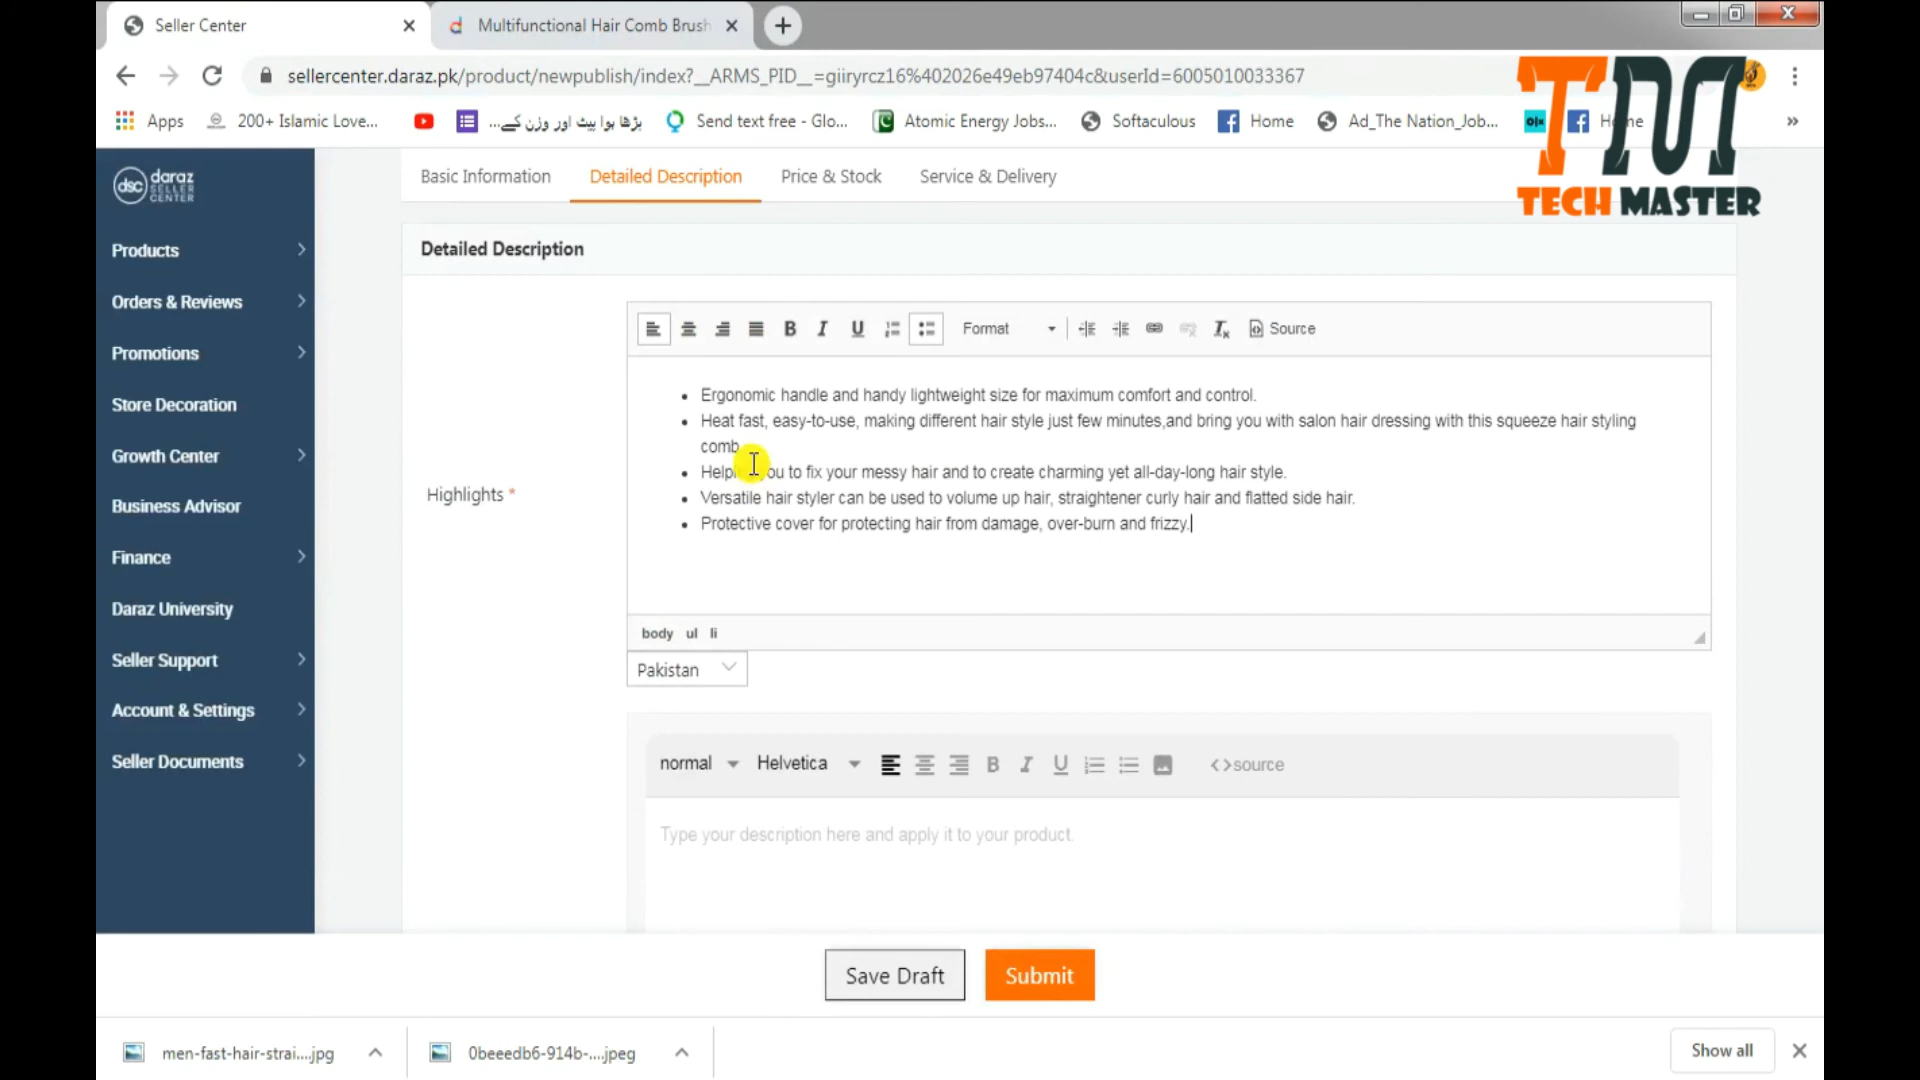 Seller Center
Multifunctional Hair Comb Brush
sellercenter.daraz.pk/product/newpublish/index?__ARMS_PID__=giiryrcz16%402026e49eb97404c&userId=6005010033367
Apps
200+ Islamic Love...
بڑھا ہوا پیٹ اور وزن کے...
Send text free - Glo...
Atomic Energy Jobs...
Softaculous
Home
Ad_The Nation_Job...
olx
»
TM
TECH MASTER
dsc daraz
SELLER
CENTER
Basic Information
Detailed Description
Price & Stock
Service & Delivery
Products
Orders & Reviews
Promotions
Store Decoration
Growth Center
Business Advisor
Finance
Daraz University
Seller Support
Account & Settings
Seller Documents
Detailed Description
Highlights *
B I U Format Source
• Ergonomic handle and handy lightweight size for maximum comfort and control.
• Heat fast, easy-to-use, making different hair style just few minutes,and bring you with salon hair dressing with this squeeze hair styling
comb
• to fix your messy hair and to create charming yet all-day-long hair style.
• Versatile hair styler can be used to volume up hair, straightener curly hair and flatted side hair.
• Protective cover for protecting hair from damage, over-burn and frizzy.
body ul li
Pakistan
normal Helvetica B I U <>source
Type your description here and apply it to your product.
Save Draft
Submit
men-fast-hair-strai....jpg
0beeedb6-914b-....jpeg
Show all